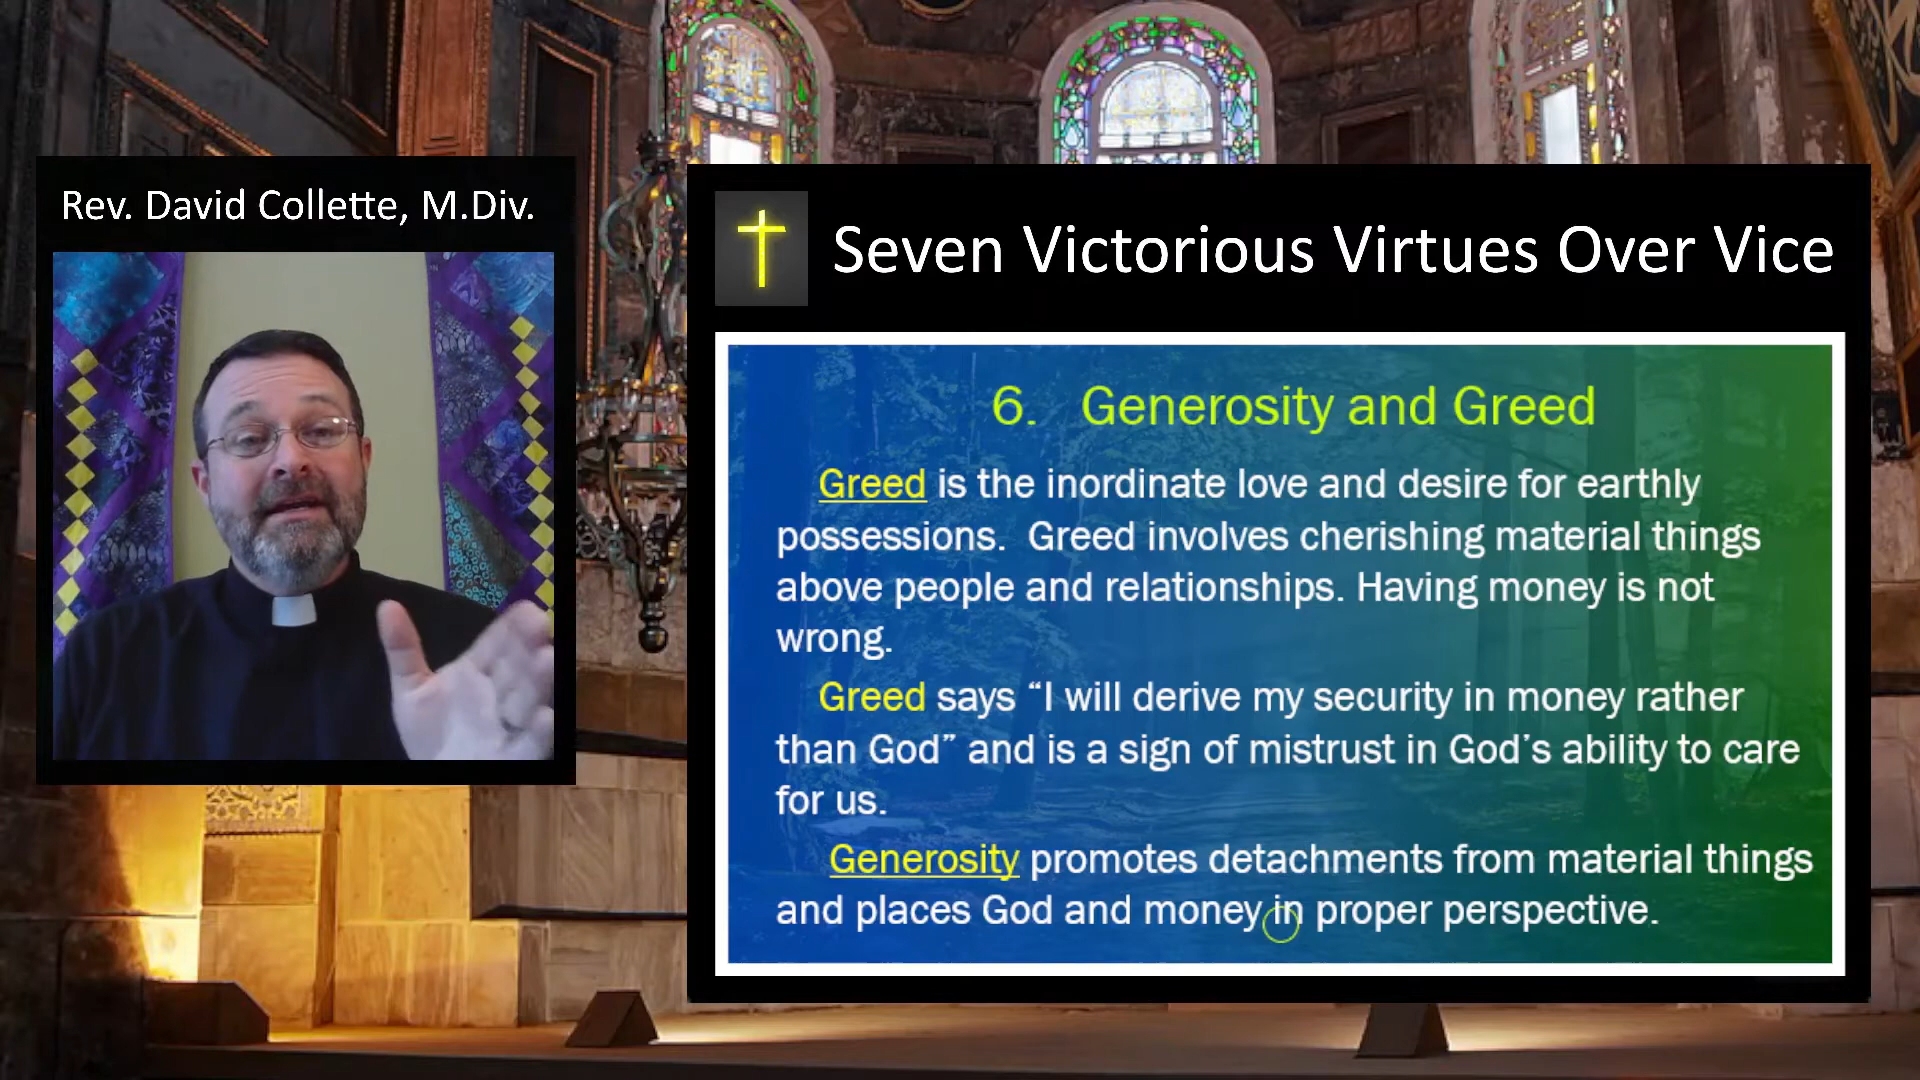 Rev. David Collette, M.Div.
Seven Victorious Virtues Over Vice
6. Generosity and Greed
Greed is the inordinate love and desire for earthly
possessions. Greed involves cherishing material things
above people and relationships. Having money is not
wrong.
Greed says “I will derive my security in money rather
than God” and is a sign of mistrust in God’s ability to care
for us.
Generosity promotes detachments from material things
and places God and money in proper perspective.